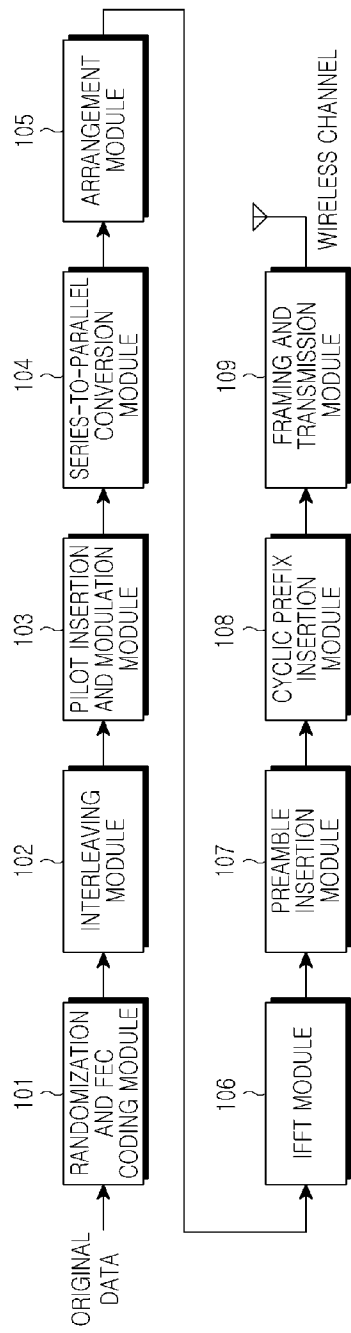 ORIGINAL
DATA
101
RANDOMIZATION
AND FEC
CODING MODULE
102
INTERLEAVING
MODULE
103
PILOT INSERTION
AND MODULATION
MODULE
104
SERIES-TO-PARALLEL
CONVERSION
MODULE
105
ARRANGEMENT
MODULE
106
IFFT MODULE
107
PREAMBLE
INSERTION
MODULE
108
CYCLIC PREFIX
INSERTION
MODULE
109
FRAMING AND
TRANSMISSION
MODULE
WIRELESS CHANNEL